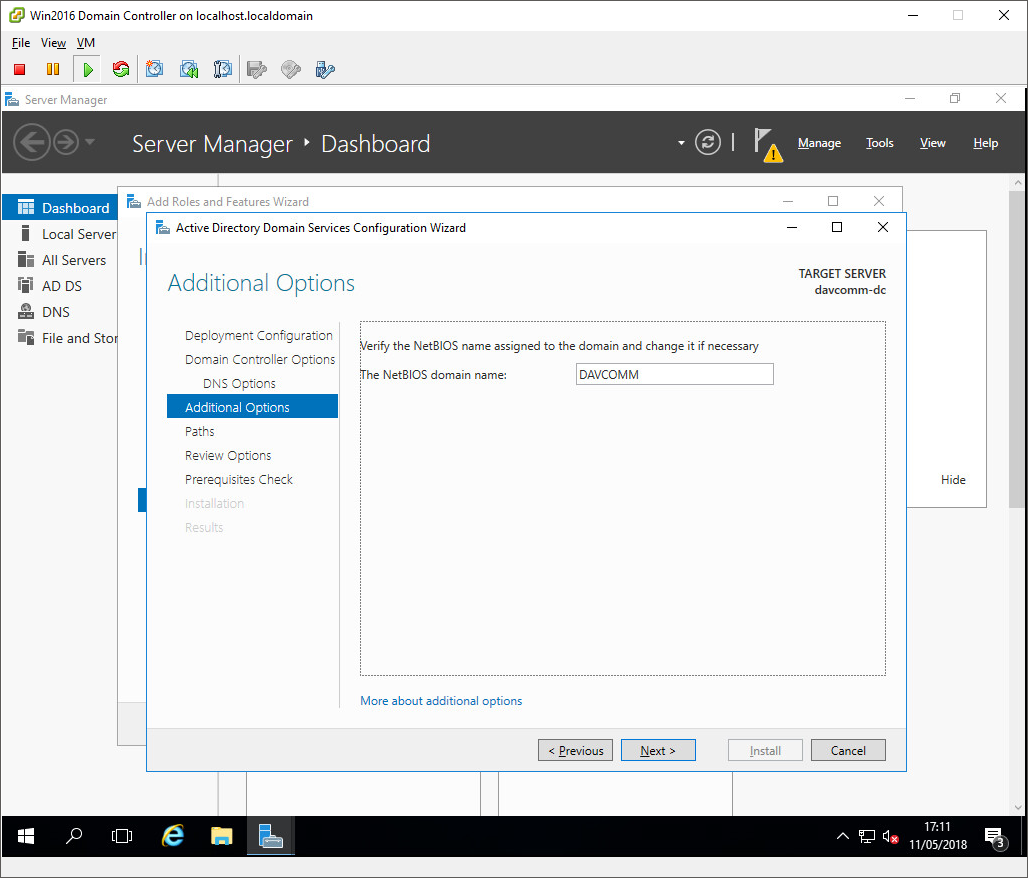 Win2016 Domain Controller on localhost.localdomain
File View VM
Server Manager
Server Manager Dashboard
Manage Tools View Help
Dashboard
Local Server
All Servers
AD DS
DNS
File and Stor
Add Roles and Features Wizard
Active Directory Domain Services Configuration Wizard
Additional Options
TARGET SERVER
davcomm-dc
Deployment Configuration
Domain Controller Options
DNS Options
Additional Options
Paths
Review Options
Prerequisites Check
Installation
Results
Verify the NetBIOS name assigned to the domain and change it if necessary
The NetBIOS domain name: DAVCOMM
More about additional options
Hide
< Previous Next > Install Cancel
17:11
11/05/2018
3